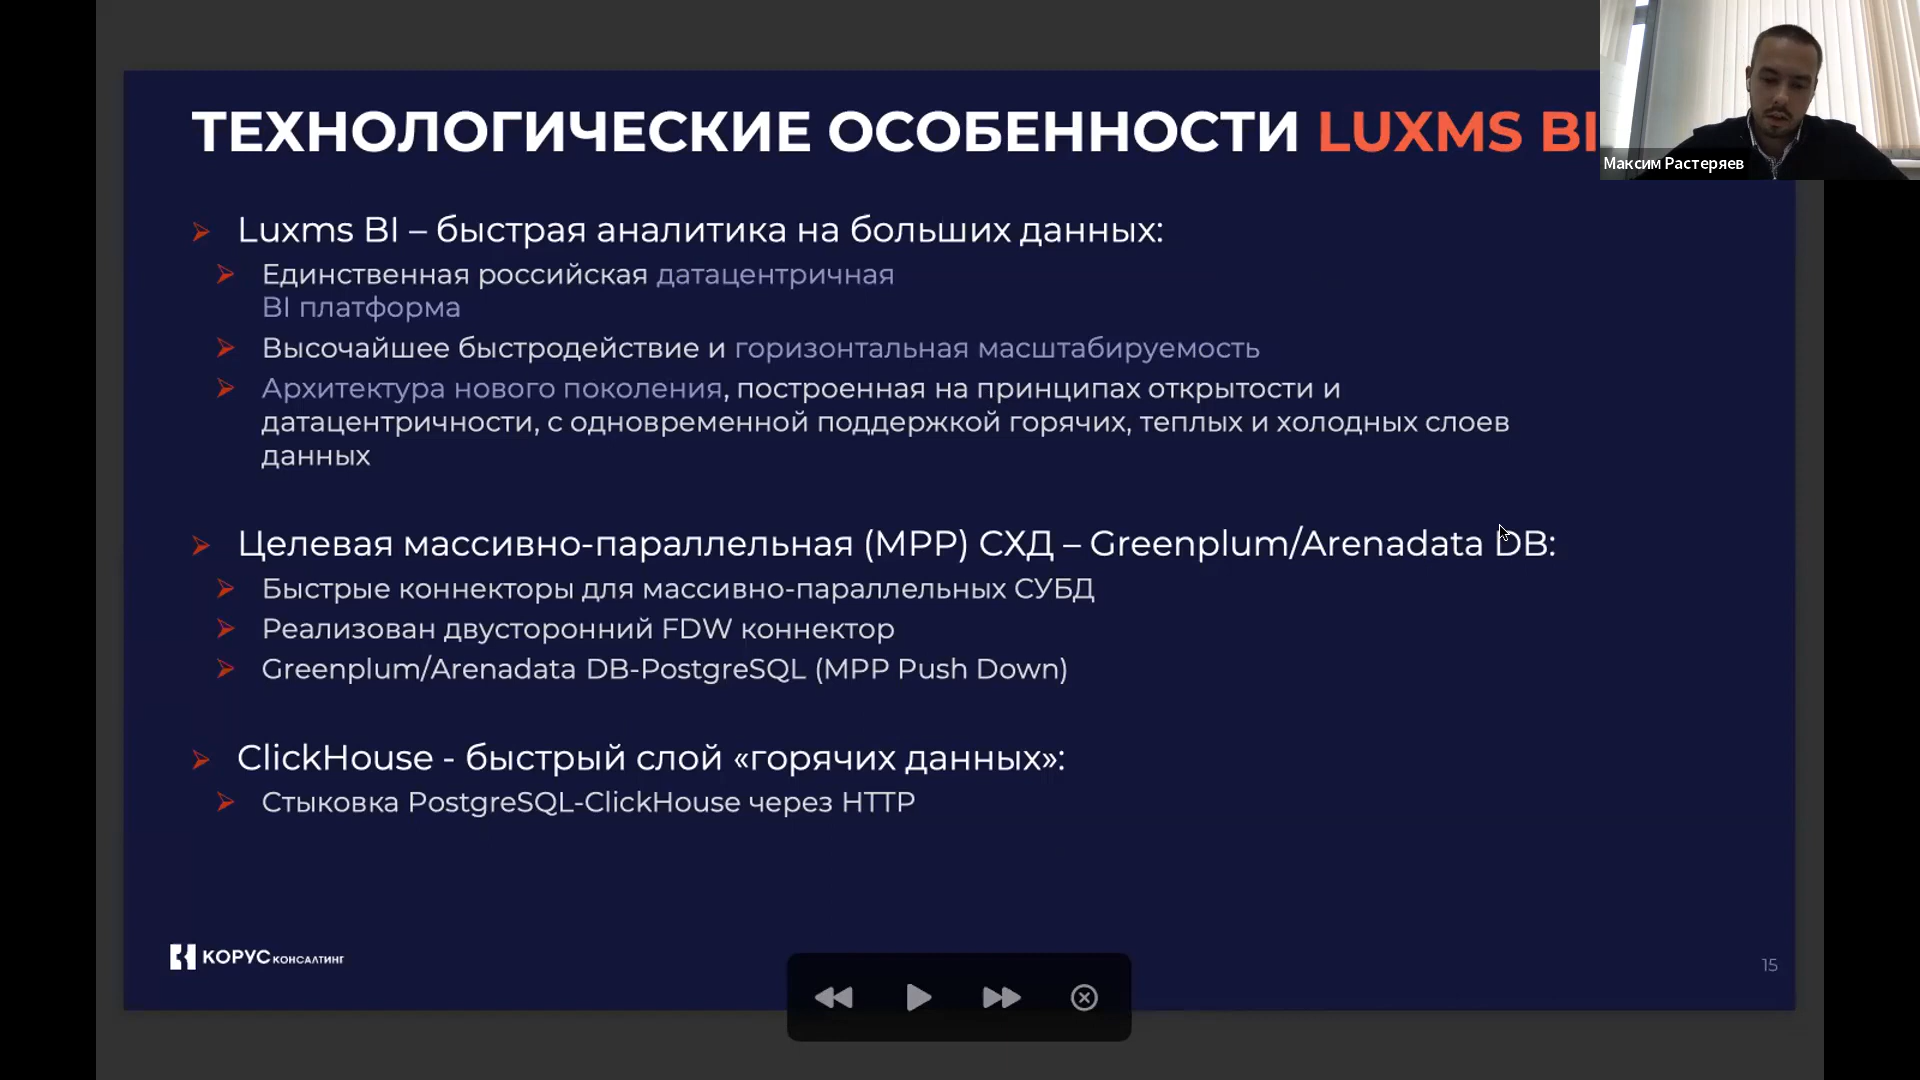 ТЕХНОЛОГИЧЕСКИЕ ОСОБЕННОСТИ LUXMS BI
Максим Растеряев
Luxms BI – быстрая аналитика на больших данных:
Единственная российская датацентричная
BI платформа
Высочайшее быстродействие и горизонтальная масштабируемость
Архитектура нового поколения, построенная на принципах открытости и
датацентричности, с одновременной поддержкой горячих, теплых и холодных слоев
данных
Целевая массивно-параллельная (MPP) СХД – Greenplum/Arenadata DB:
Быстрые коннекторы для массивно-параллельных СУБД
Реализован двусторонний FDW коннектор
Greenplum/Arenadata DB-PostgreSQL (MPP Push Down)
ClickHouse - быстрый слой «горячих данных»:
Стыковка PostgreSQL-ClickHouse через HTTP
КОРУС КОНСАЛТИНГ
15